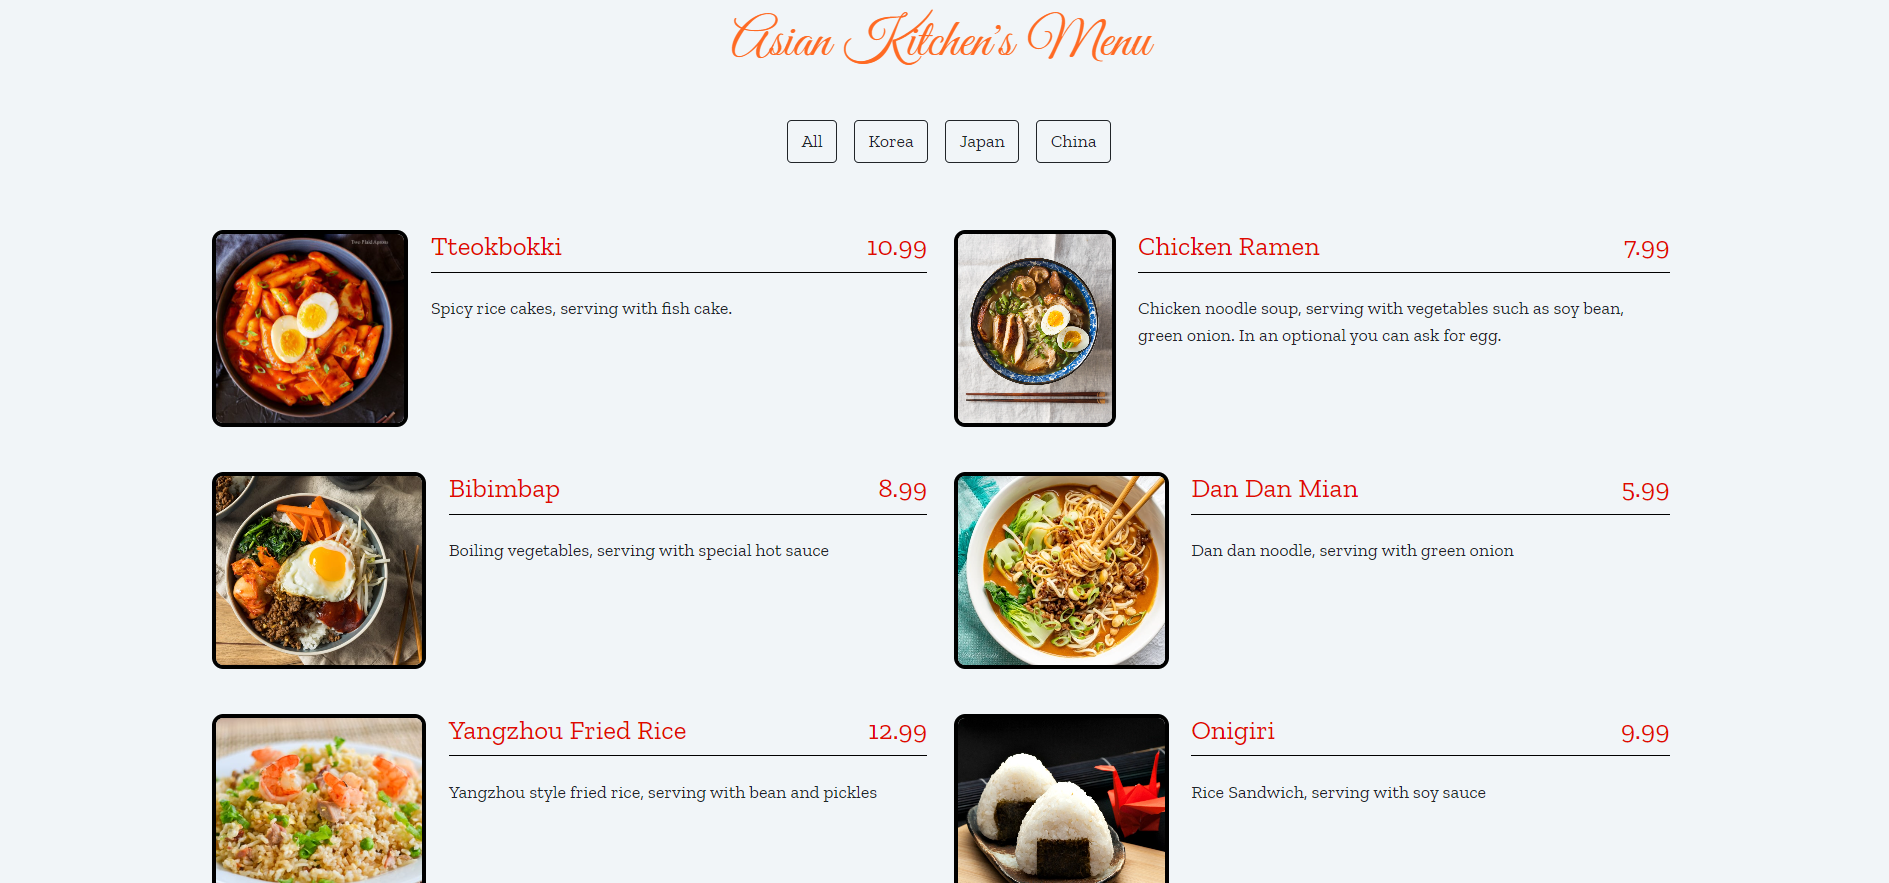 Asian Kitchen's Menu
All
Korea
Japan
China
Tteokbokki 10.99
Spicy rice cakes, serving with fish cake.
Chicken Ramen 7.99
Chicken noodle soup, serving with vegetables such as soy bean,
green onion. In an optional you can ask for egg.
Bibimbap 8.99
Boiling vegetables, serving with special hot sauce
Dan Dan Mian 5.99
Dan dan noodle, serving with green onion
Yangzhou Fried Rice 12.99
Yangzhou style fried rice, serving with bean and pickles
Onigiri 9.99
Rice Sandwich, serving with soy sauce